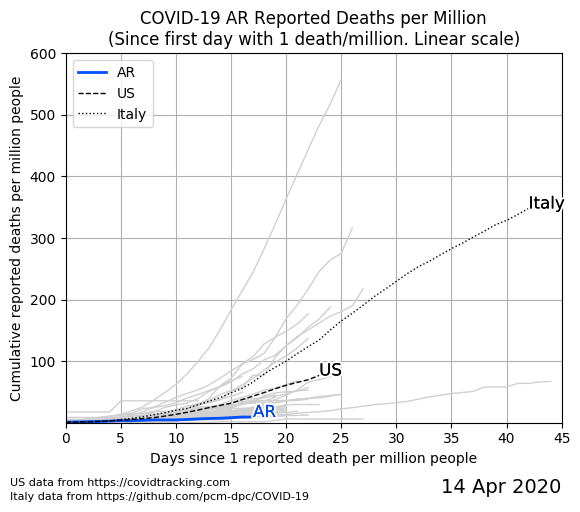 COVID-19 AR Reported Deaths per Million
(Since first day with 1 death/million. Linear scale)
AR
US
Italy
Cumulative reported deaths per million people
600
500
400
300
200
100
Italy
US
AR
0 5 10 15 20 25 30 35 40 45
Days since 1 reported death per million people
US data from https://covidtracking.com
Italy data from https://github.com/pcm-dpc/COVID-19
14 Apr 2020